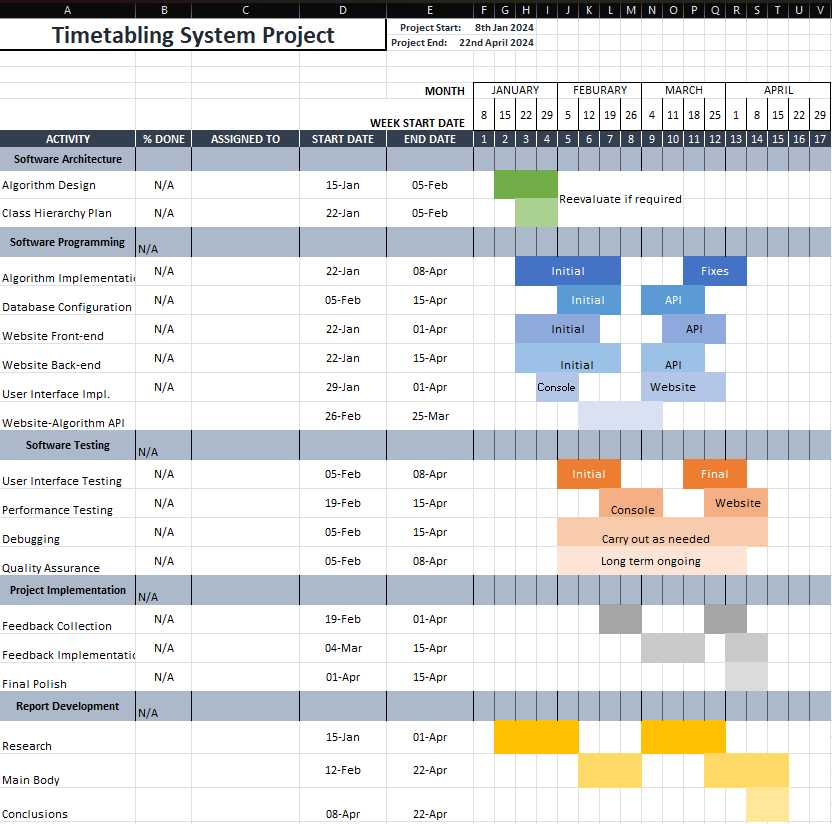 A B C D E F G H I J K L M N O P Q R S T U V
Timetabling System Project
Project Start: 8th Jan 2024
Project End: 22nd April 2024
MONTH JANUARY FEBURARY MARCH APRIL
WEEK START DATE 8 15 22 29 5 12 19 26 4 11 18 25 1 8 15 22 29
ACTIVITY % DONE ASSIGNED TO START DATE END DATE 1 2 3 4 5 6 7 8 9 10 11 12 13 14 15 16 17
Software Architecture
Algorithm Design N/A 15-Jan 05-Feb
Reevaluate if required
Class Hierarchy Plan N/A 22-Jan 05-Feb
Software Programming N/A
Algorithm Implementatio N/A 22-Jan 08-Apr Initial Fixes
Database Configuration N/A 05-Feb 15-Apr Initial API
Website Front-end N/A 22-Jan 01-Apr Initial API
Website Back-end N/A 22-Jan 15-Apr Initial API
User Interface Impl. N/A 29-Jan 01-Apr Console Website
Website-Algorithm API 26-Feb 25-Mar
Software Testing N/A
User Interface Testing N/A 05-Feb 08-Apr Initial Final
Performance Testing N/A 19-Feb 15-Apr Console Website
Debugging N/A 05-Feb 15-Apr Carry out as needed
Quality Assurance N/A 05-Feb 08-Apr Long term ongoing
Project Implementation N/A
Feedback Collection N/A 19-Feb 01-Apr
Feedback Implementatio N/A 04-Mar 15-Apr
Final Polish N/A 01-Apr 15-Apr
Report Development N/A
Research 15-Jan 01-Apr
Main Body 12-Feb 22-Apr
Conclusions 08-Apr 22-Apr